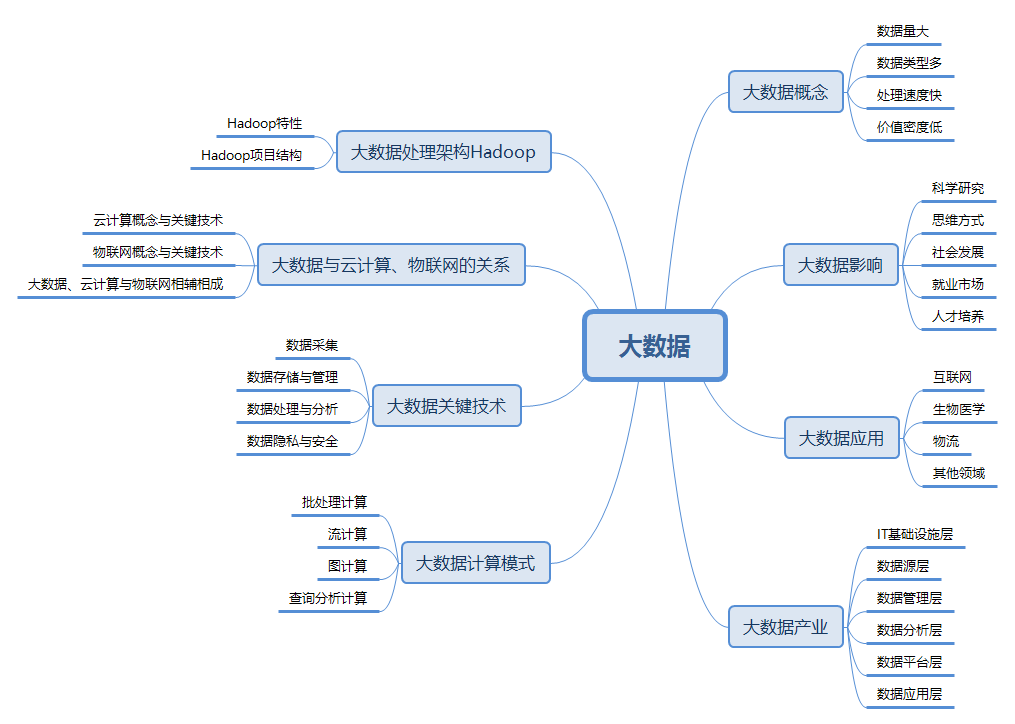 大数据
大数据概念
数据量大
数据类型多
处理速度快
价值密度低
大数据影响
科学研究
思维方式
社会发展
就业市场
人才培养
大数据应用
互联网
生物医学
物流
其他领域
大数据产业
IT基础设施层
数据源层
数据管理层
数据分析层
数据平台层
数据应用层
大数据处理架构Hadoop
Hadoop特性
Hadoop项目结构
大数据与云计算、物联网的关系
云计算概念与关键技术
物联网概念与关键技术
大数据、云计算与物联网相辅相成
大数据关键技术
数据采集
数据存储与管理
数据处理与分析
数据隐私与安全
大数据计算模式
批处理计算
流计算
图计算
查询分析计算